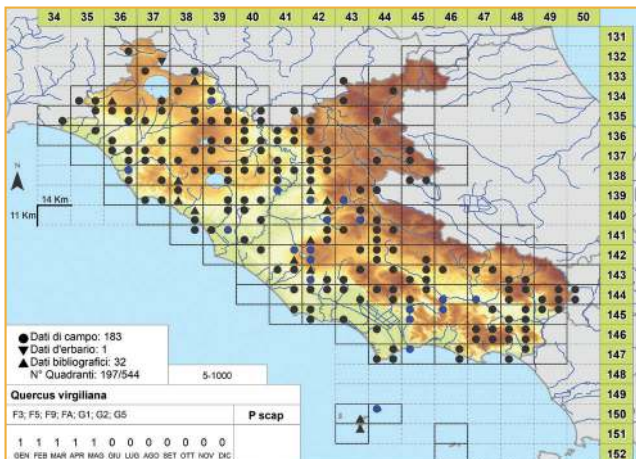 34 35 36 37 38 39 40 41 42 43 44 45 46 47 48 49 50
131
132
133
134
135
136
137
138
139
140
141
142
143
144
145
146
147
148
149
150
151
152
N
14 Km
11 Km
Dati di campo: 183
Dati d'erbario: 1
Dati bibliografici: 32
N° Quadranti: 197/544
5-1000
Quercus virgiliana
F3; F5; F9; FA; G1; G2; G5
P scap
1 1 1 1 1 0 0 0 0 0 0 0
GEN FEB MAR APR MAG GIU LUG AGO SET OTT NOV DIC